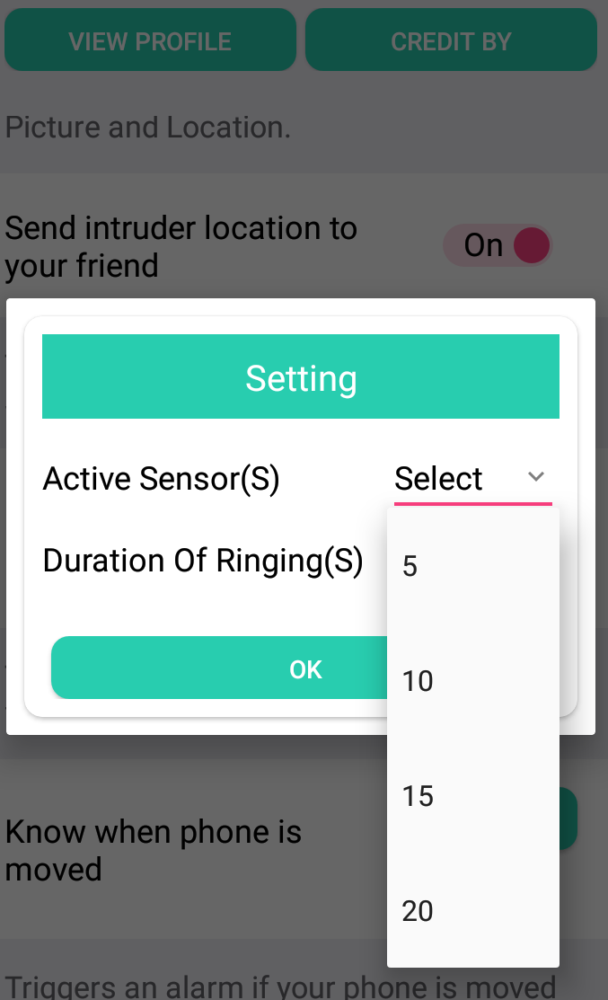 VIEW PROFILE
CREDIT BY
Picture and Location.
Send intruder location to
your friend
On
Setting
Active Sensor(S)
Select
Duration Of Ringing(S)
5
OK
10
15
Know when phone is
moved
20
Triggers an alarm if your phone is moved